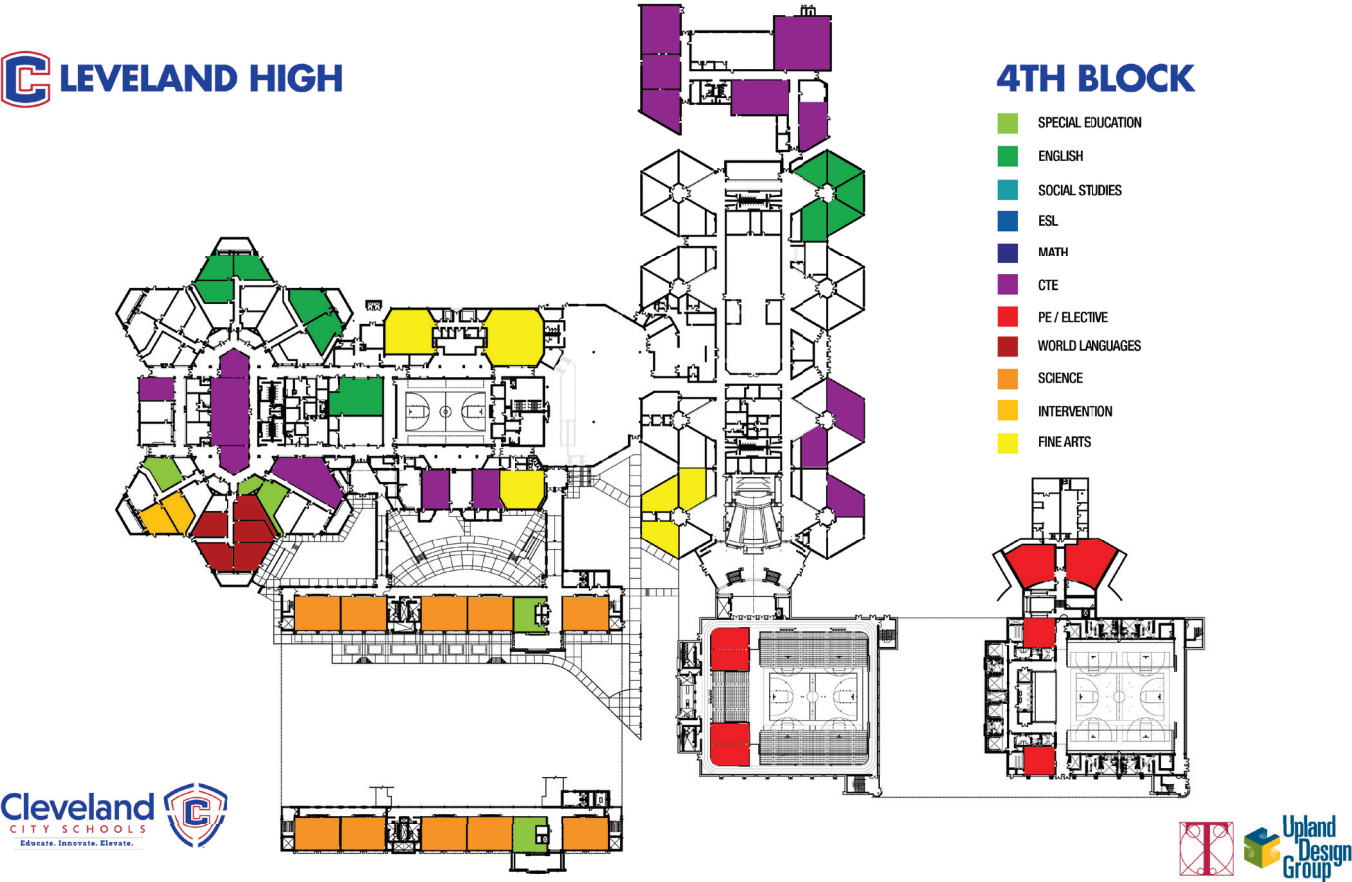 CLEVELAND HIGH
4TH BLOCK
SPECIAL EDUCATION
ENGLISH
SOCIAL STUDIES
ESL
MATH
CTE
PE / ELECTIVE
WORLD LANGUAGES
SCIENCE
INTERVENTION
FINE ARTS
Cleveland
CITY SCHOOLS
Educate. Innovate. Elevate.
C
T
Upland
Design
Group